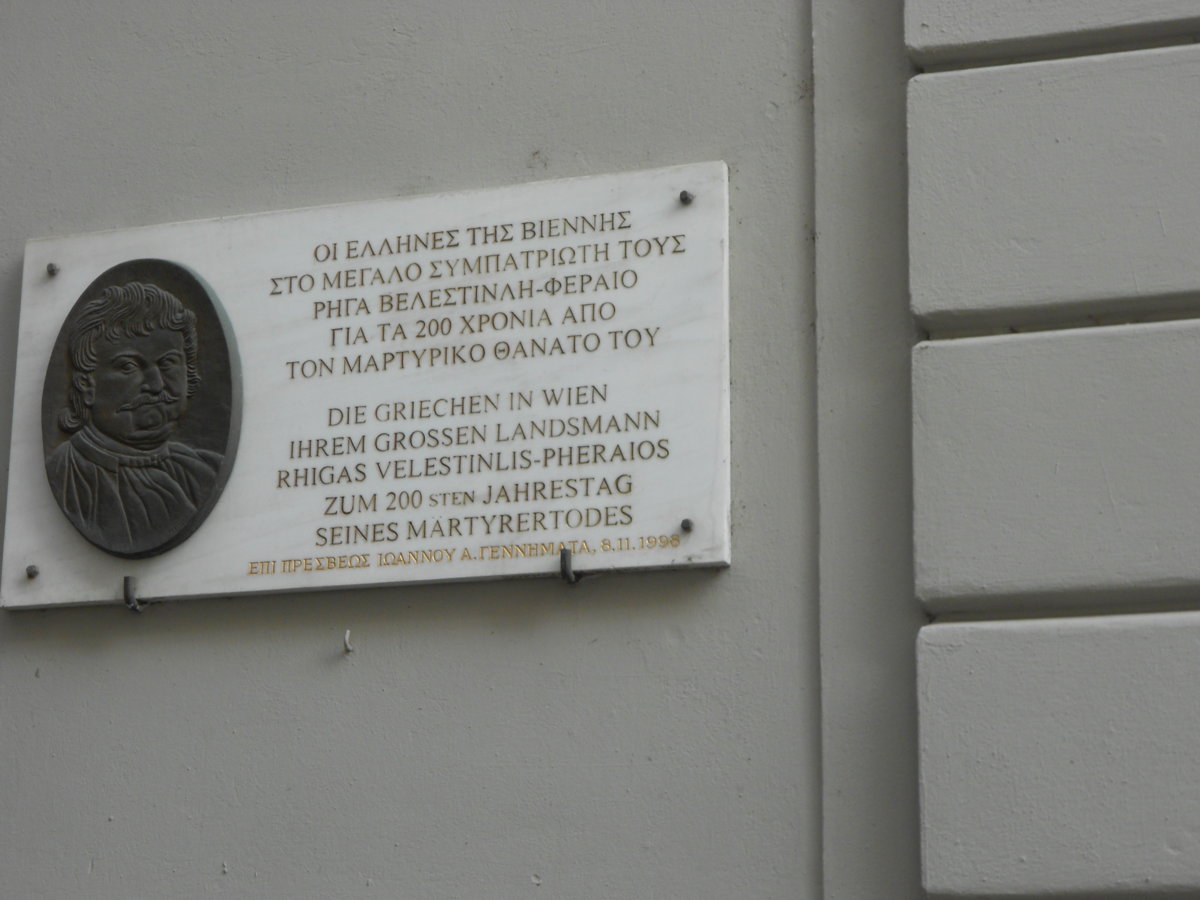 ΟΙ ΕΛΛΗΝΕΣ ΤΗΣ ΒΙΕΝΝΗΣ
ΣΤΟ ΜΕΓΑΛΟ ΣΥΜΠΑΤΡΙΩΤΗ ΤΟΥΣ
ΡΗΓΑ ΒΕΛΕΣΤΙΝΛΗ-ΦΕΡΑΙΟ
ΓΙΑ ΤΑ 200 ΧΡΟΝΙΑ ΑΠΟ
ΤΟΝ ΜΑΡΤΥΡΙΚΟ ΘΑΝΑΤΟ ΤΟΥ
DIE GRIECHEN IN WIEN
IHREM GROSSEN LANDSMANN
RHIGAS VELESTINLIS-PHERAIOS
ZUM 200 STEN JAHRESTAG
SEINES MÄRTYRERTODES
ΕΠΙ ΠΡΕΣΒΕΩΣ ΙΩΑΝΝΟΥ Α.ΓΕΝΝΗΜΑΤΑ, 8.11.1998